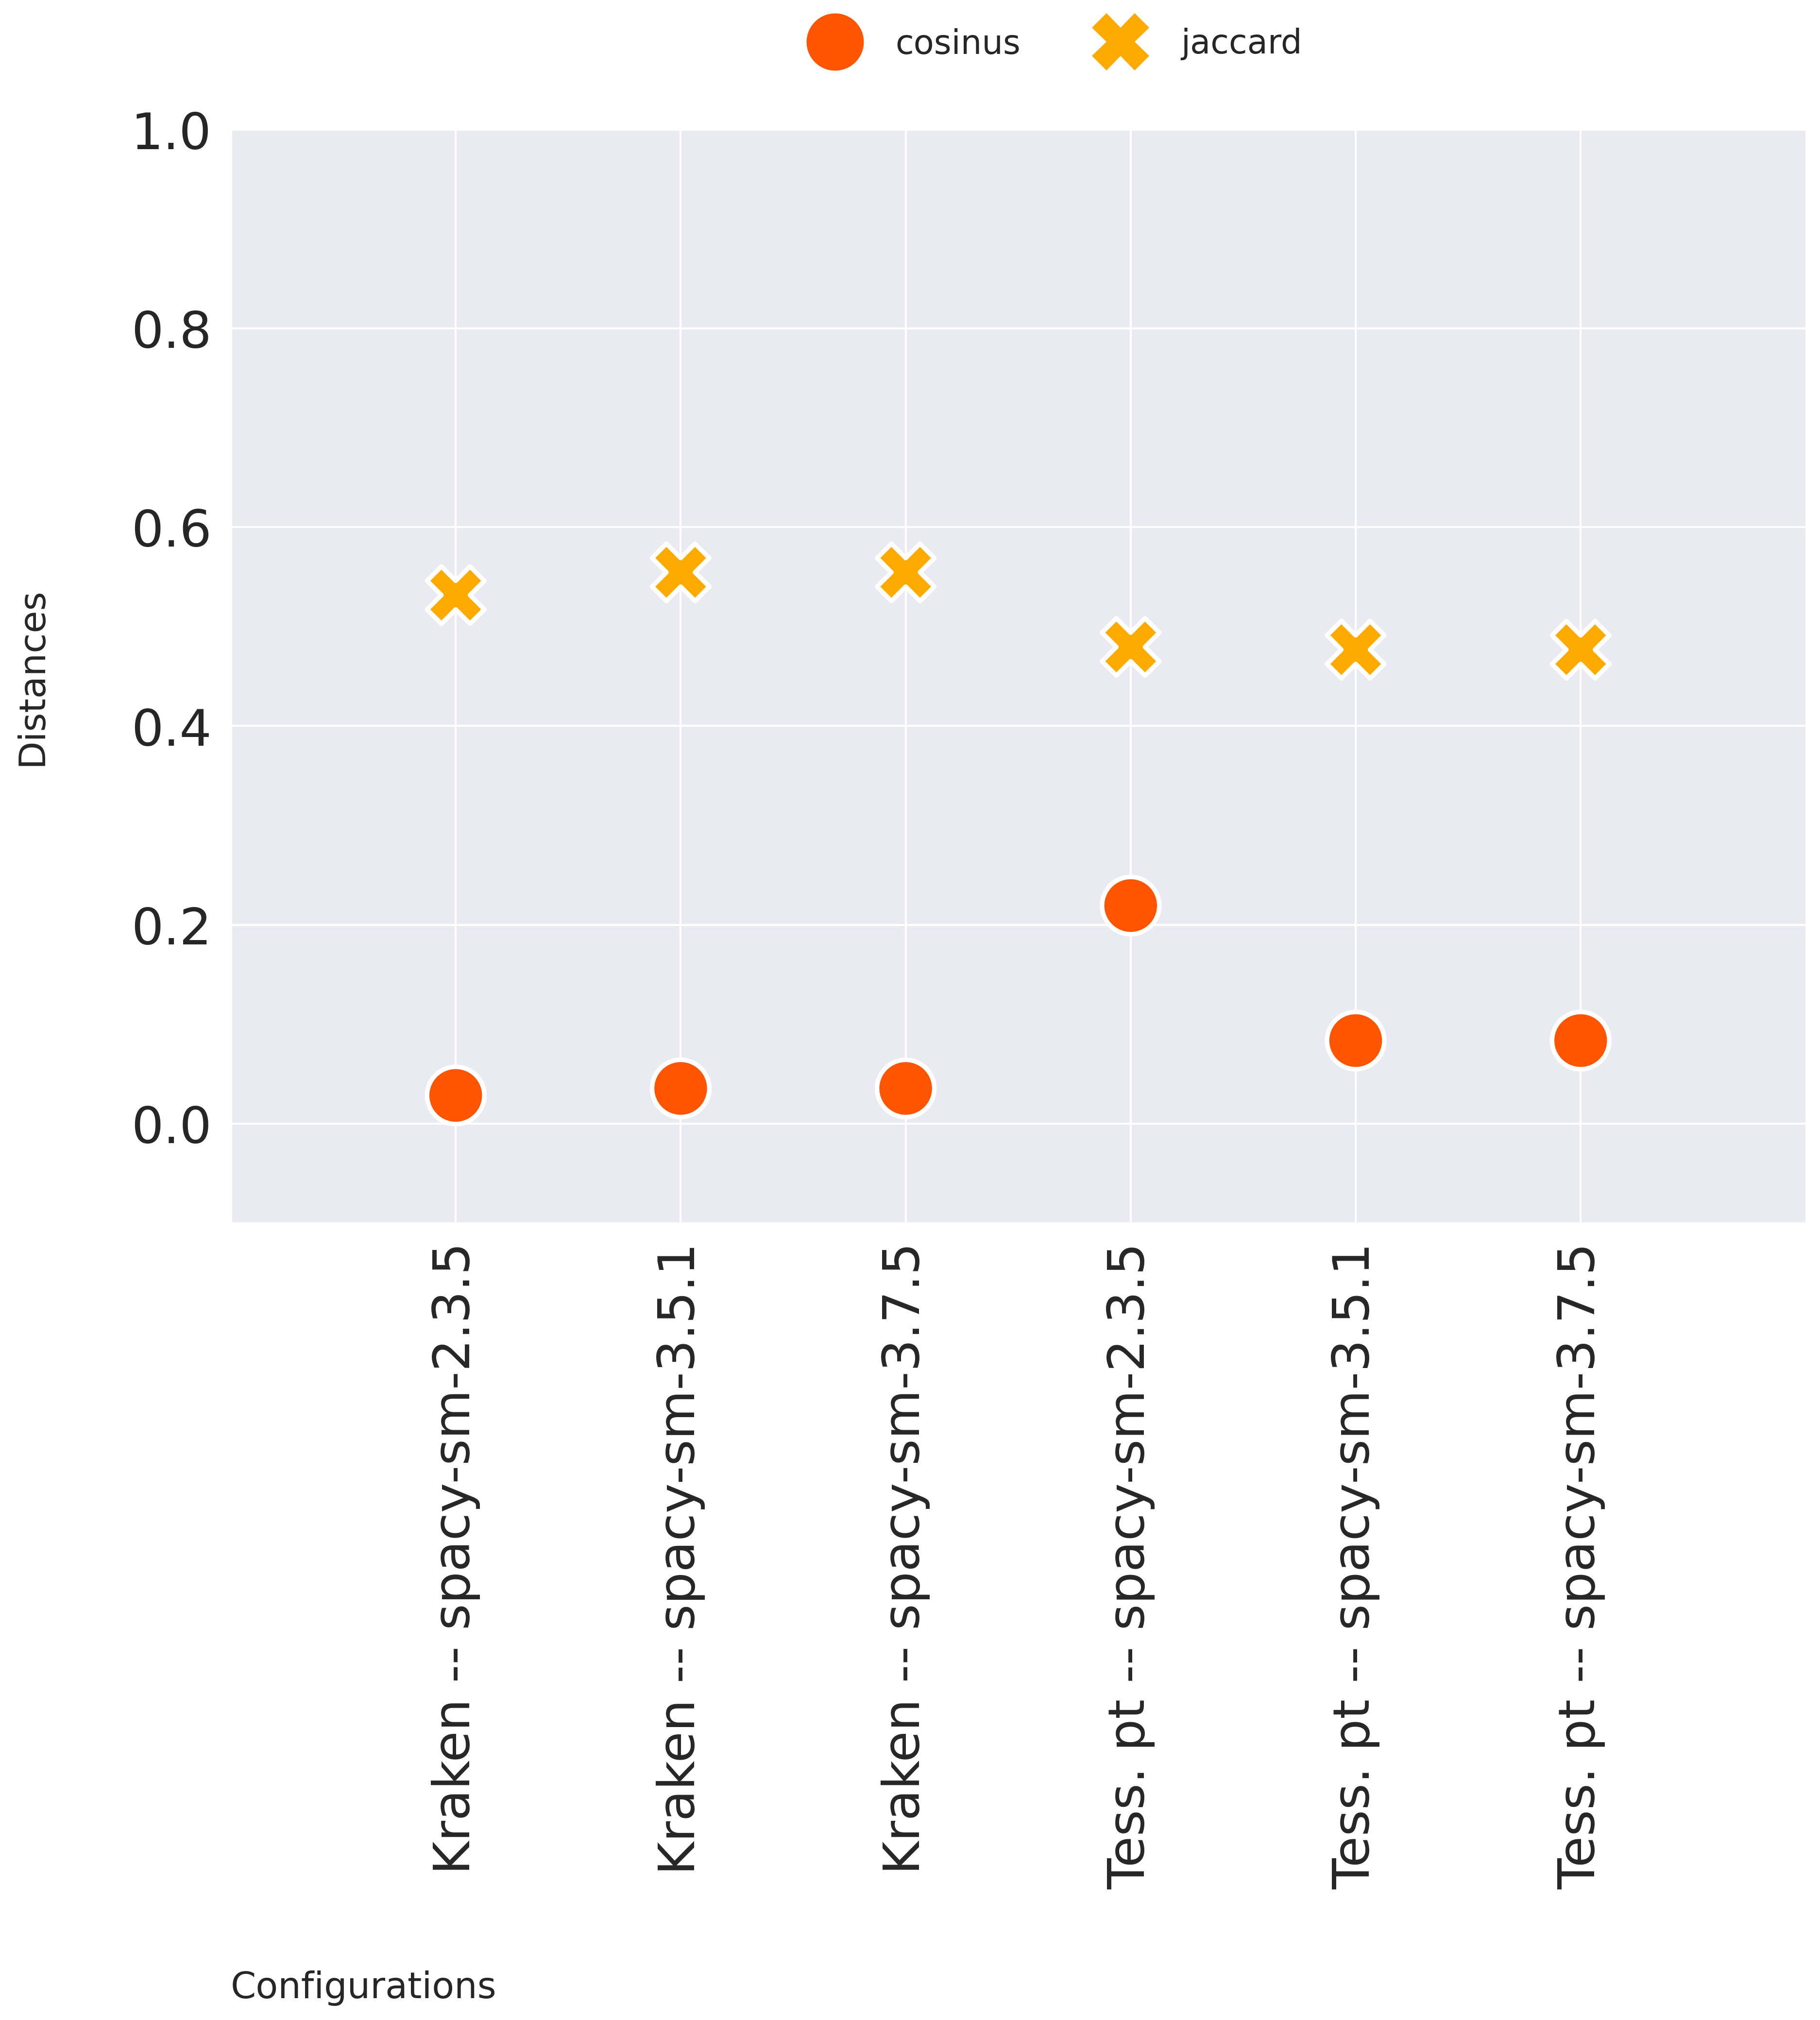 cosinus jaccard
1.0
0.8
0.6
0.4
0.2
0.0
Distances
Kraken -- spacy-sm-2.3.5
Kraken -- spacy-sm-3.5.1
Kraken -- spacy-sm-3.7.5
Tess. pt -- spacy-sm-2.3.5
Tess. pt -- spacy-sm-3.5.1
Tess. pt -- spacy-sm-3.7.5
Configurations